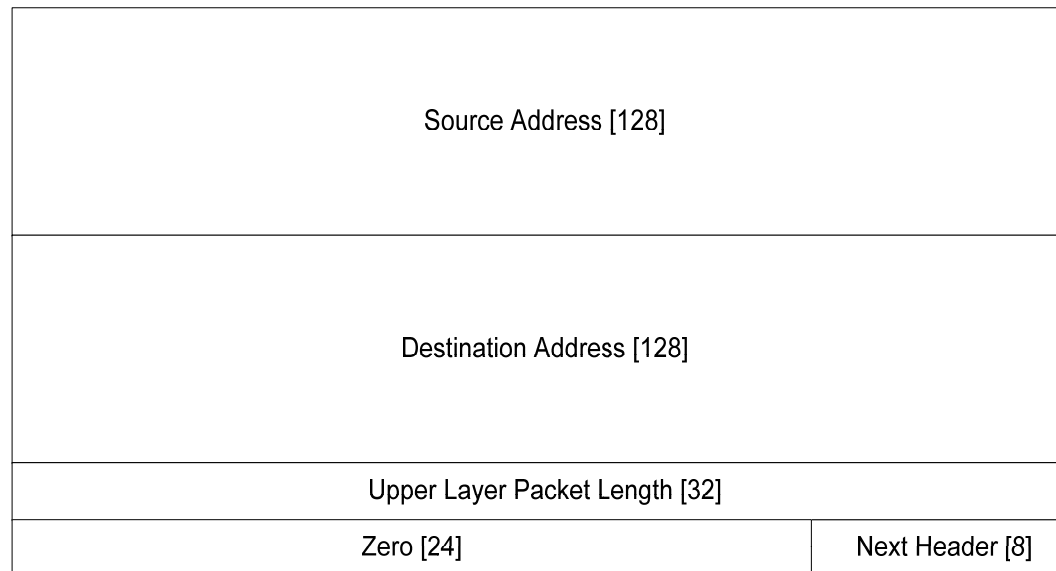 Source Address [128]
Destination Address [128]
Upper Layer Packet Length [32]
Zero [24]
Next Header [8]